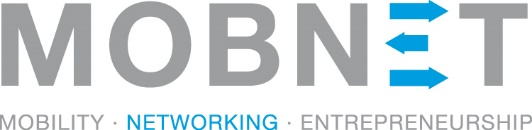 MOBNET
MOBILITY · NETWORKING · ENTREPRENEURSHIP